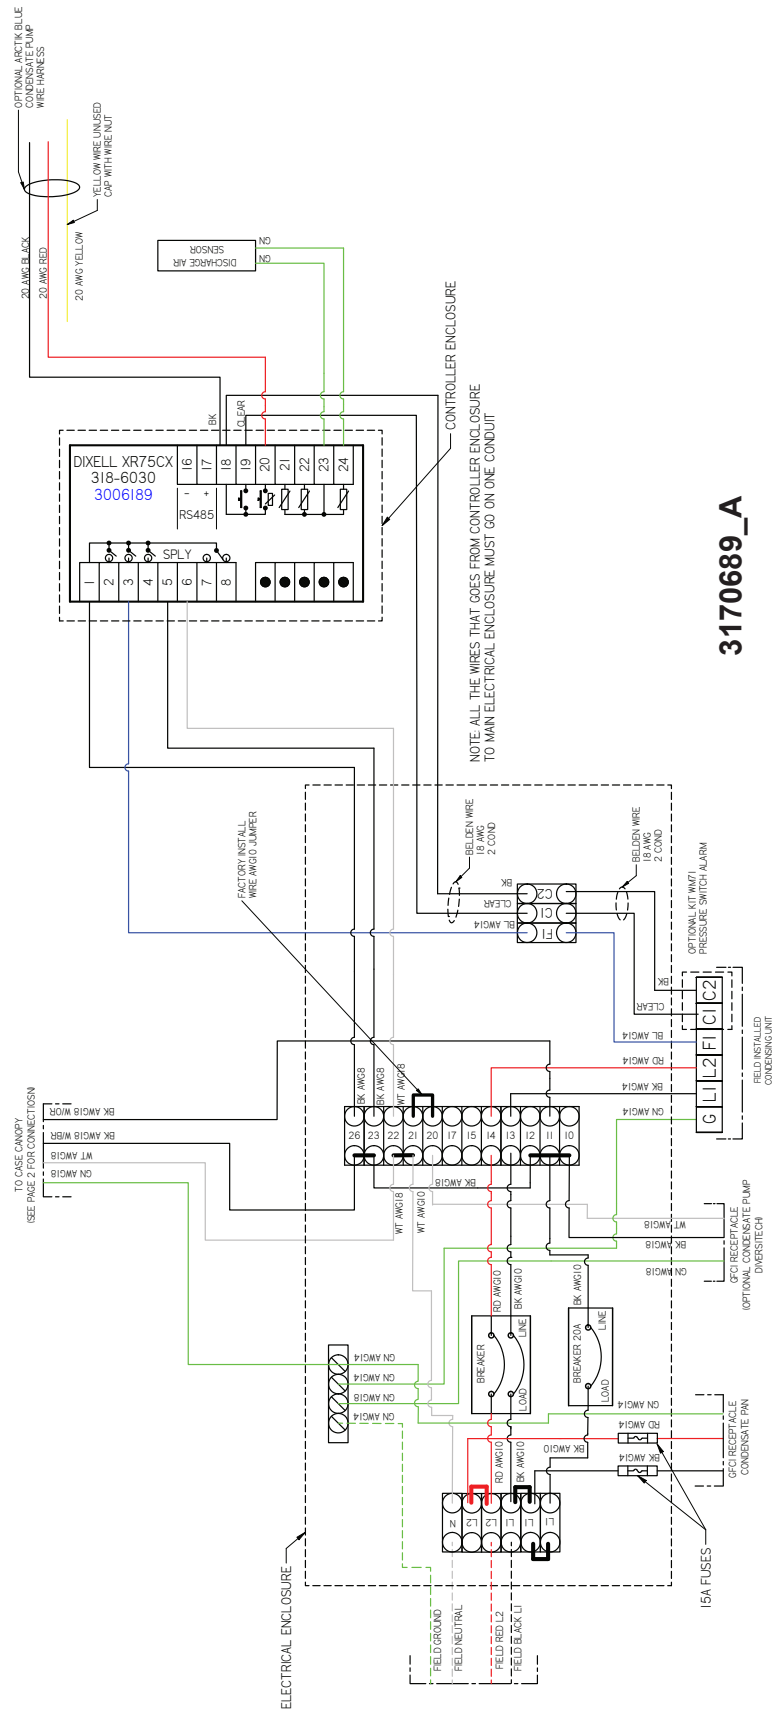 OPTIONAL ARCTIK BLUE
CONDENSATE PUMP
WIRE HARNESS
20 AWG BLACK
20 AWG RED
20 AWG YELLOW
YELLOW WIRE UNUSED
CAP WITH WIRE NUT
DISCHARGE AIR
SENSOR
GN
GN
BK
CLEAR
CONTROLLER ENCLOSURE
DIXELL XR75CX
318-6030
3006189
16
17
18
19
20
21
22
23
24
- +
RS485
SPLY
1
2
3
4
5
6
7
8
NOTE: ALL THE WIRES THAT GOES FROM CONTROLLER ENCLOSURE
TO MAIN ELECTRICAL ENCLOSURE MUST GO ON ONE CONDUIT
3170689_A
FACTORY INSTALL
WIRE AWG10 JUMPER
BELDEN WIRE
18 AWG
2 COND
BK
CLEAR
BL AWG14
C2
C1
F1
BELDEN WIRE
18 AWG
2 COND
OPTIONAL KIT WM71
PRESSURE SWITCH ALARM
BK
CLEAR
BL AWG14
RD AWG14
BK AWG14
GN AWG14
C2
C1
F1
L2
L1
G
FIELD INSTALLED
CONDENSING UNIT
TO CASE CANOPY
(SEE PAGE 2 FOR CONNECTIOSN)
BK AWG18 W/OR
BK AWG18 W/BR
WT AWG18
GN AWG18
BK AWG8
BK AWG8
WT AWG18
26
23
22
21
20
17
15
14
13
12
11
10
BK AWG18
WT AWG18
WT AWG10
RD AWG10
BK AWG10
BK AWG10
WT AWG18
BK AWG18
GN AWG18
GFCI RECEPTACLE
(OPTIONAL CONDENSATE PUMP
DIVERSITECH)
GN AWG14
GN AWG14
GN AWG18
GN AWG14
BREAKER
LINE
LOAD
BREAKER 20A
LINE
LOAD
RD AWG10
BK AWG10
BK AWG10
GN AWG14
RD AWG14
BK AWG14
GFCI RECEPTACLE
CONDENSATE PAN
N
L2
L2
L1
L1
L1
15A FUSES
ELECTRICAL ENCLOSURE
FIELD GROUND
FIELD NEUTRAL
FIELD RED L2
FIELD BLACK L1